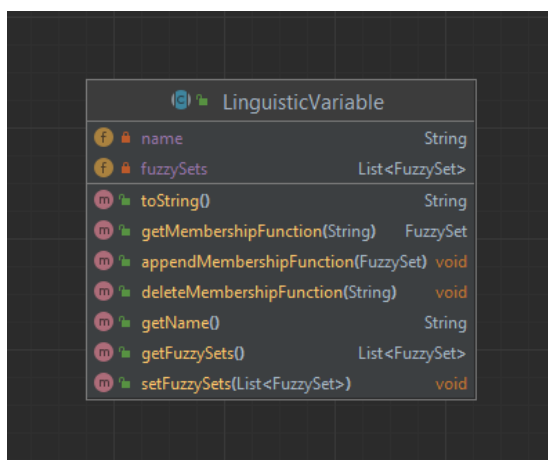 LinguisticVariable
name String
fuzzySets List<FuzzySet>
toString() String
getMembershipFunction(String) FuzzySet
appendMembershipFunction(FuzzySet) void
deleteMembershipFunction(String) void
getName() String
getFuzzySets() List<FuzzySet>
setFuzzySets(List<FuzzySet>) void